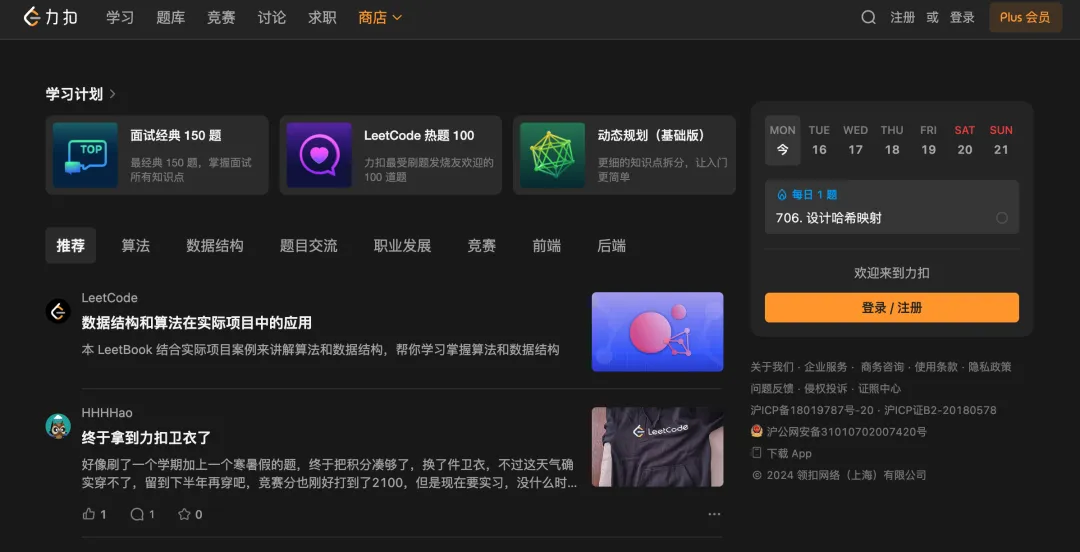 力扣 学习 题库 竞赛 讨论 求职 商店 注册 或 登录 Plus 会员
学习计划
TOP
面试经典 150 题
最经典 150 题，掌握面试
所有知识点
LeetCode 热题 100
力扣最受刷题发烧友欢迎的
100 道题
动态规划（基础版）
更细的知识点拆分，让入门
更简单
推荐 算法 数据结构 题目交流 职业发展 竞赛 前端 后端
LeetCode
数据结构和算法在实际项目中的应用
本 LeetBook 结合实际项目案例来讲解算法和数据结构，帮你学习掌握算法和数据结构
HHHHao
终于拿到力扣卫衣了
好像刷了一个学期加上一个寒暑假的题，终于把积分凑够了，换了件卫衣，不过这天气确
实穿不了，留到下半年再穿吧，竞赛分也刚好打到了2100，但是现在要实习，没什么时...
LeetCode
1 1 0
MON TUE WED THU FRI SAT SUN
今 16 17 18 19 20 21
每日 1 题
706. 设计哈希映射
欢迎来到力扣
登录 / 注册
关于我们 · 企业服务 · 商务咨询 · 使用条款 · 隐私政策
问题反馈 · 侵权投诉 · 证照中心
沪ICP备18019787号-20 · 沪ICP证B2-20180578
沪公网安备31010702007420号
下载 App
© 2024 领扣网络（上海）有限公司